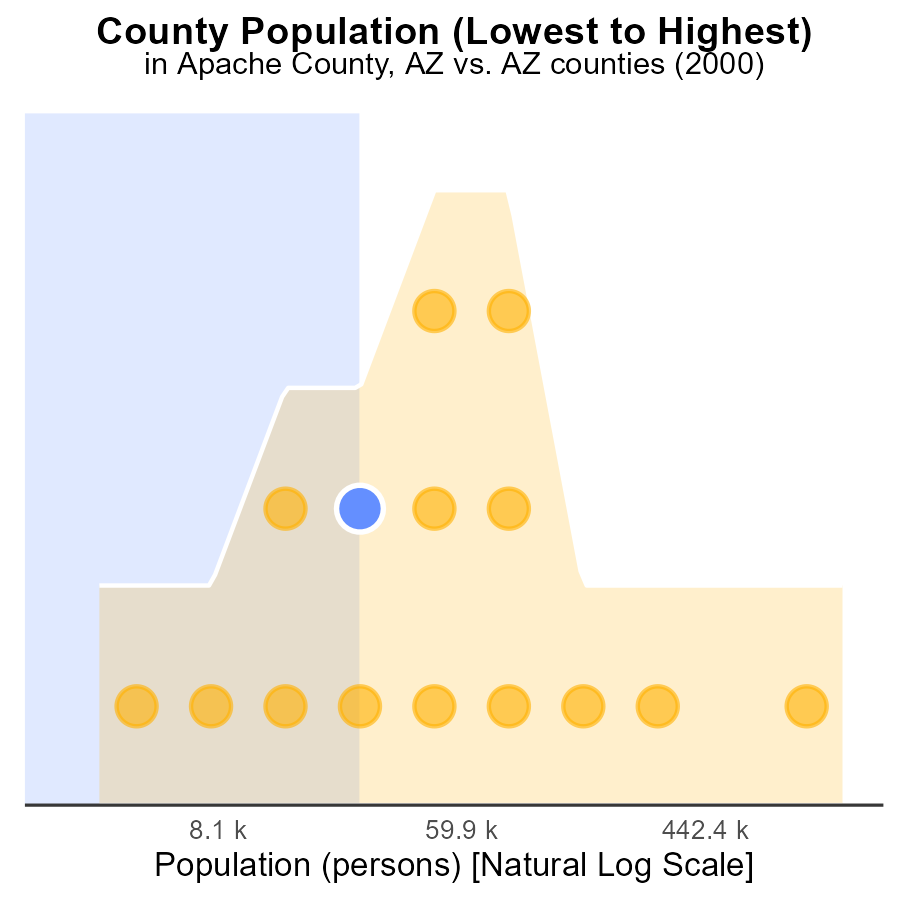 County Population (Lowest to Highest)
in Apache County, AZ vs. AZ counties (2000)
8.1 k 59.9 k 442.4 k
Population (persons) [Natural Log Scale]